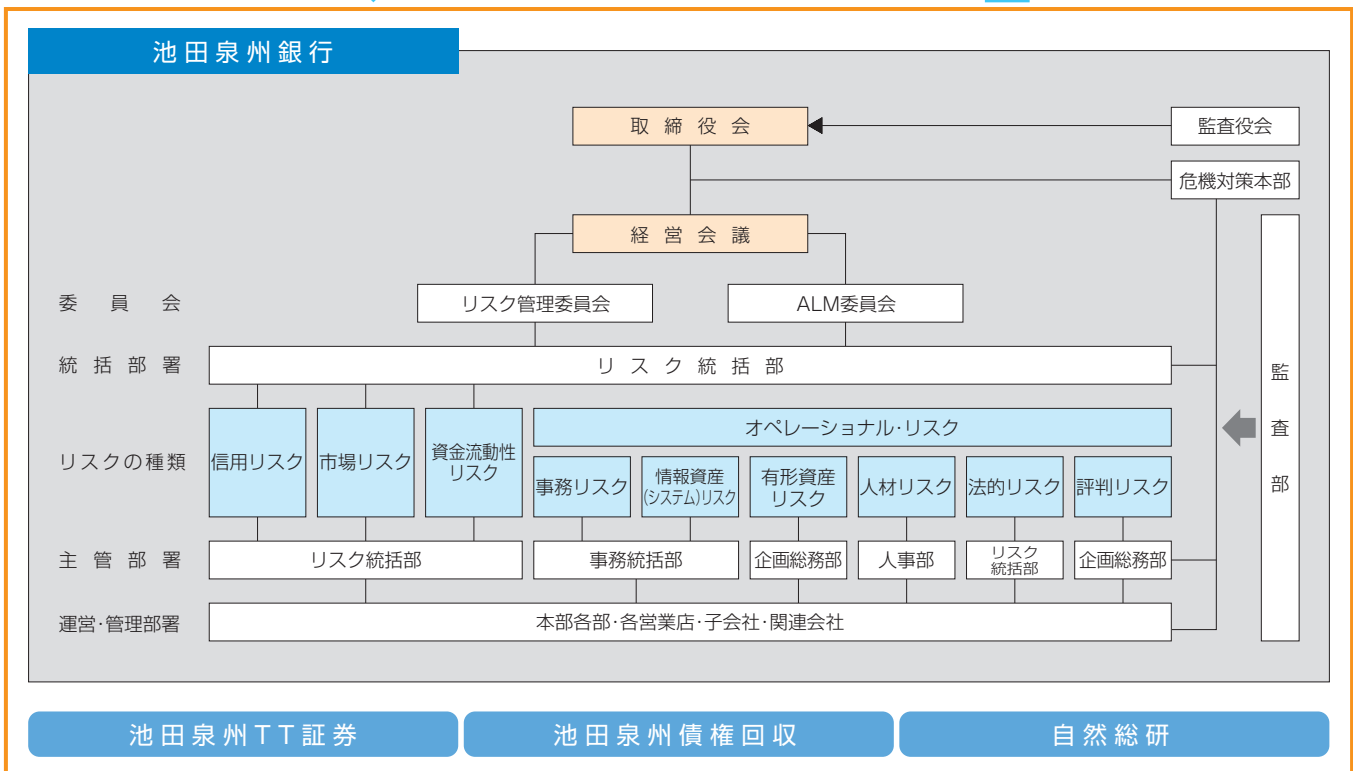 池田泉州銀行
取締役会
監査役会
危機対策本部
経営会議
委員会
リスク管理委員会
ALM委員会
統括部署
リスク統括部
監査部
リスクの種類
信用リスク
市場リスク
資金流動性
リスク
オペレーショナル・リスク
事務リスク
情報資産
(システム)リスク
有形資産
リスク
人材リスク
法的リスク
評判リスク
主管部署
リスク統括部
事務統括部
企画総務部
人事部
リスク
統括部
企画総務部
運営・管理部署
本部各部・各営業店・子会社・関連会社
池田泉州TT証券
池田泉州債権回収
自然総研